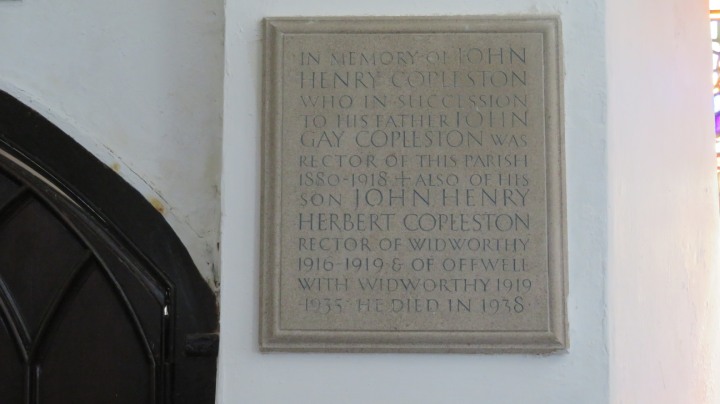 IN MEMORY OF JOHN
HENRY COPLESTON
WHO IN SUCCESSION
TO HIS FATHER JOHN
GAY COPLESTON WAS
RECTOR OF THIS PARISH
1880-1918 + ALSO OF HIS
SON JOHN HENRY
HERBERT COPLESTON
RECTOR OF WIDWORTHY
1916-1919 & OF OFFWELL
WITH WIDWORTHY 1919
-1935 HE DIED IN 1938